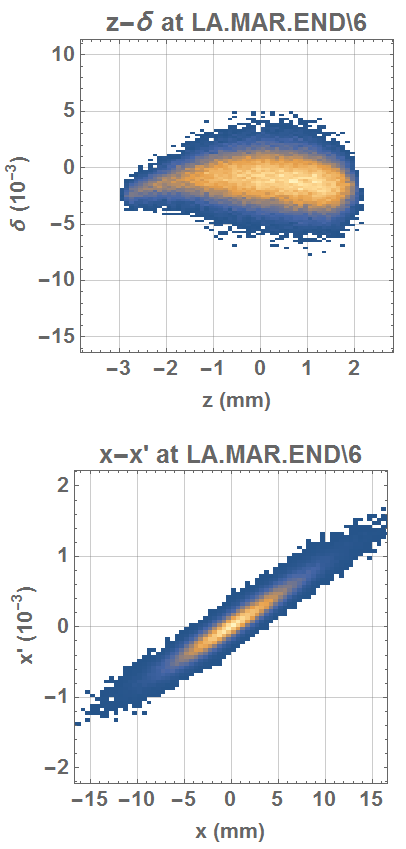 z–δ at LA.MAR.END\6
10
5
0
−5
−10
−15
δ (10⁻³)
−3 −2 −1 0 1 2
z (mm)
x–x' at LA.MAR.END\6
2
1
0
−1
−2
x' (10⁻³)
−15 −10 −5 0 5 10 15
x (mm)